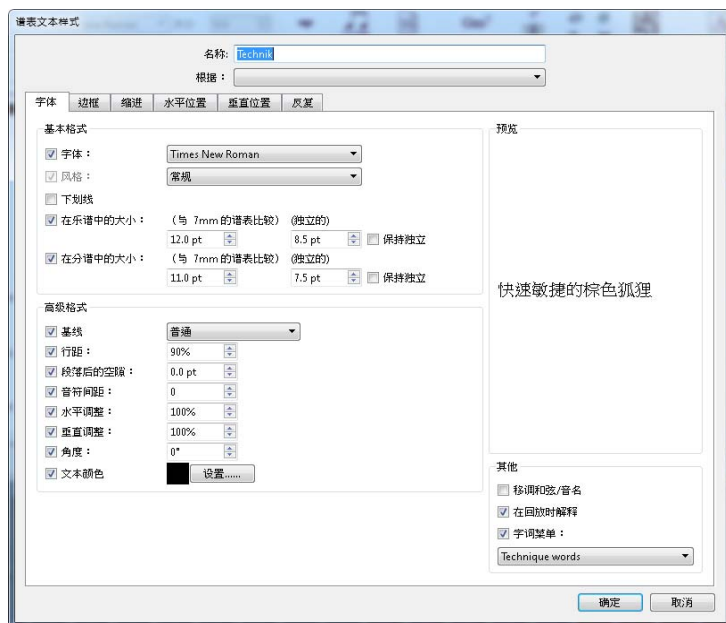 谱表文本样式
名称: Technik
根据：
字体 边框 缩进 水平位置 垂直位置 反复
基本格式
字体： Times New Roman
风格： 常规
下划线
在乐谱中的大小： (与 7mm 的谱表比较) (独立的)
12.0 pt 8.5 pt 保持独立
在分谱中的大小： (与 7mm 的谱表比较) (独立的)
11.0 pt 7.5 pt 保持独立
高级格式
基线 普通
行距： 90%
段落后的空隙： 0.0 pt
音符间距： 0
水平调整： 100%
垂直调整： 100%
角度： 0°
文本颜色 设置......
预览
快速敏捷的棕色狐狸
其他
移调和弦/音名
在回放时解释
字词菜单：
Technique words
确定 取消